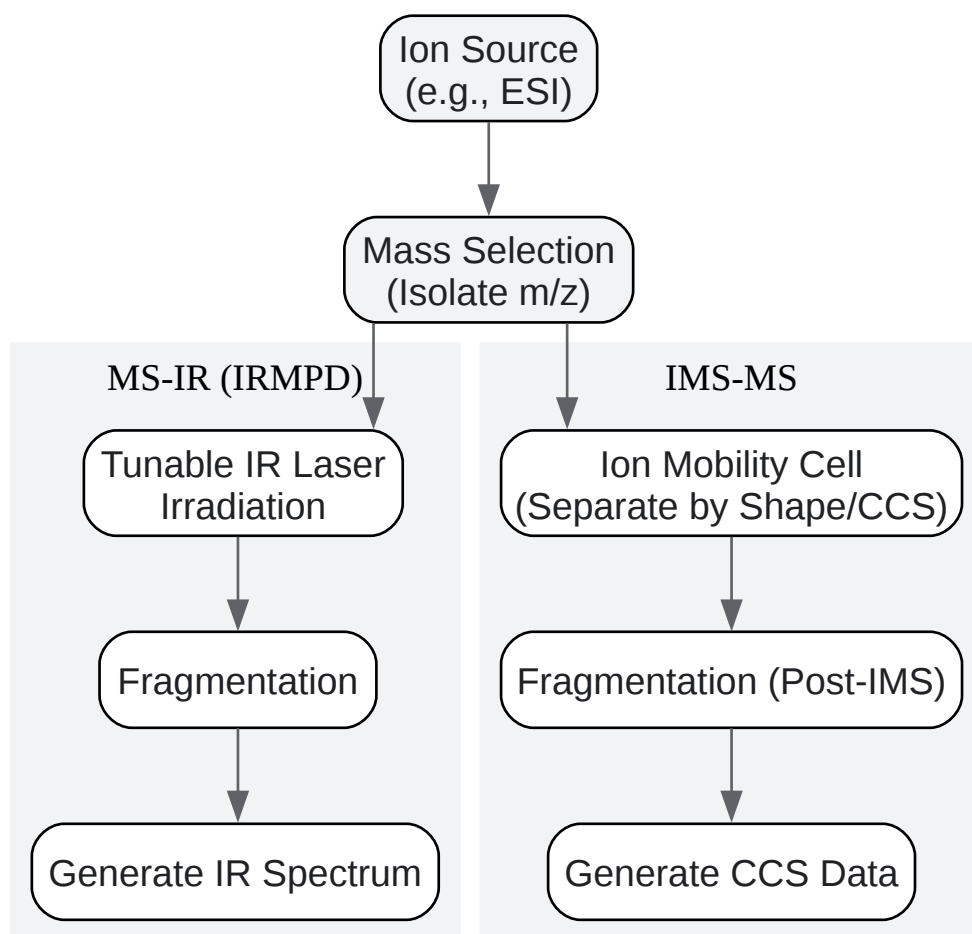 Ion Source
(e.g., ESI)
Mass Selection
(Isolate m/z)
MS-IR (IRMPD)
Tunable IR Laser
Irradiation
Fragmentation
Generate IR Spectrum
IMS-MS
Ion Mobility Cell
(Separate by Shape/CCS)
Fragmentation (Post-IMS)
Generate CCS Data